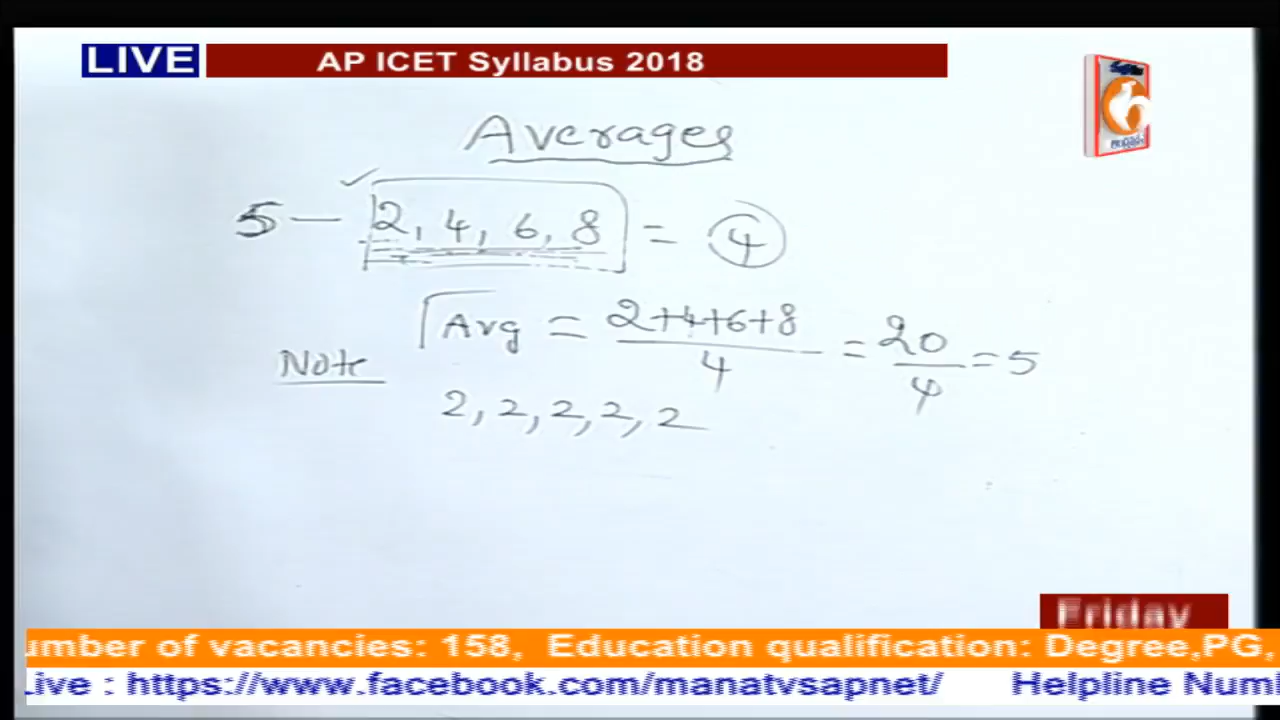 LIVE AP ICET Syllabus 2018
Averages
5 — 2, 4, 6, 8 = 4
Avg = 2+4+6+8 / 4 = 20 / 4 = 5
Note
2, 2, 2, 2, 2
Friday
umber of vacancies: 158, Education qualification: Degree,PG,
Live : https://www.facebook.com/manatvsapnet/ Helpline Num